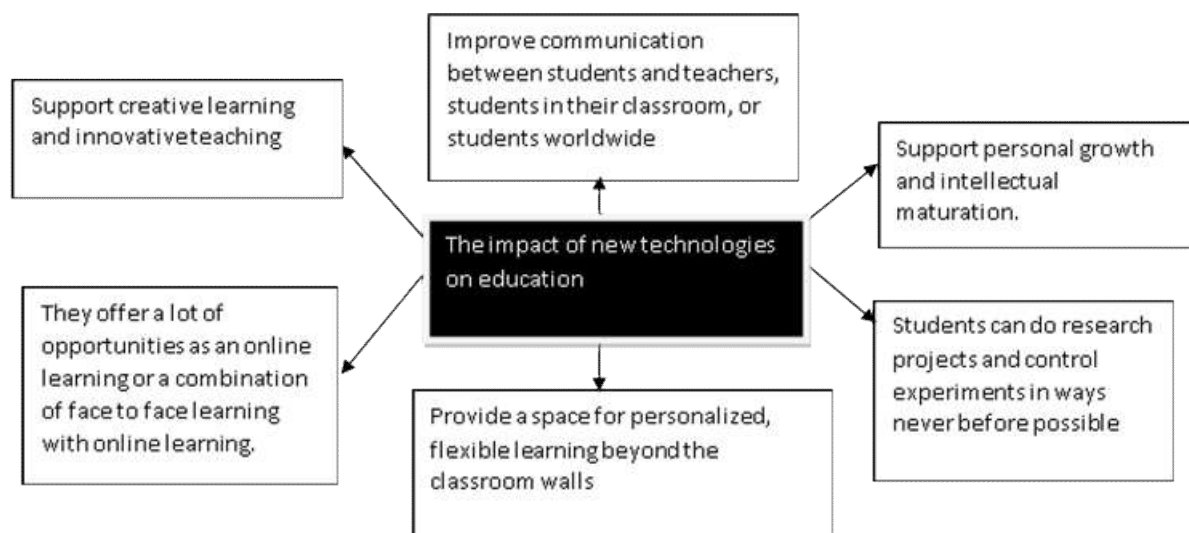 Improve communication
between students and teachers,
students in their classroom, or
students worldwide
Support creative learning
and innovative teaching
Support personal growth
and intellectual
maturation.
The impact of new technologies
on education
They offer a lot of
opportunities as an online
learning or a combination
of face to face learning
with online learning.
Students can do research
projects and control
experiments in ways
never before possible
Provide a space for personalized,
flexible learning beyond the
classroom walls